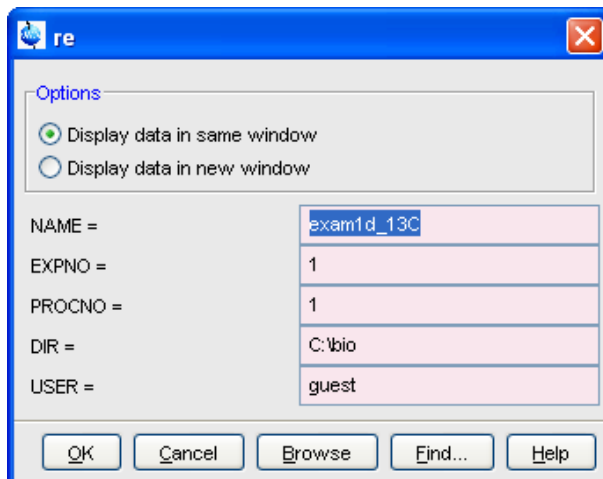 re
Options
Display data in same window
Display data in new window
NAME = exam1d_13C
EXPNO = 1
PROCNO = 1
DIR = C:\bio
USER = guest
OK Cancel Browse Find... Help